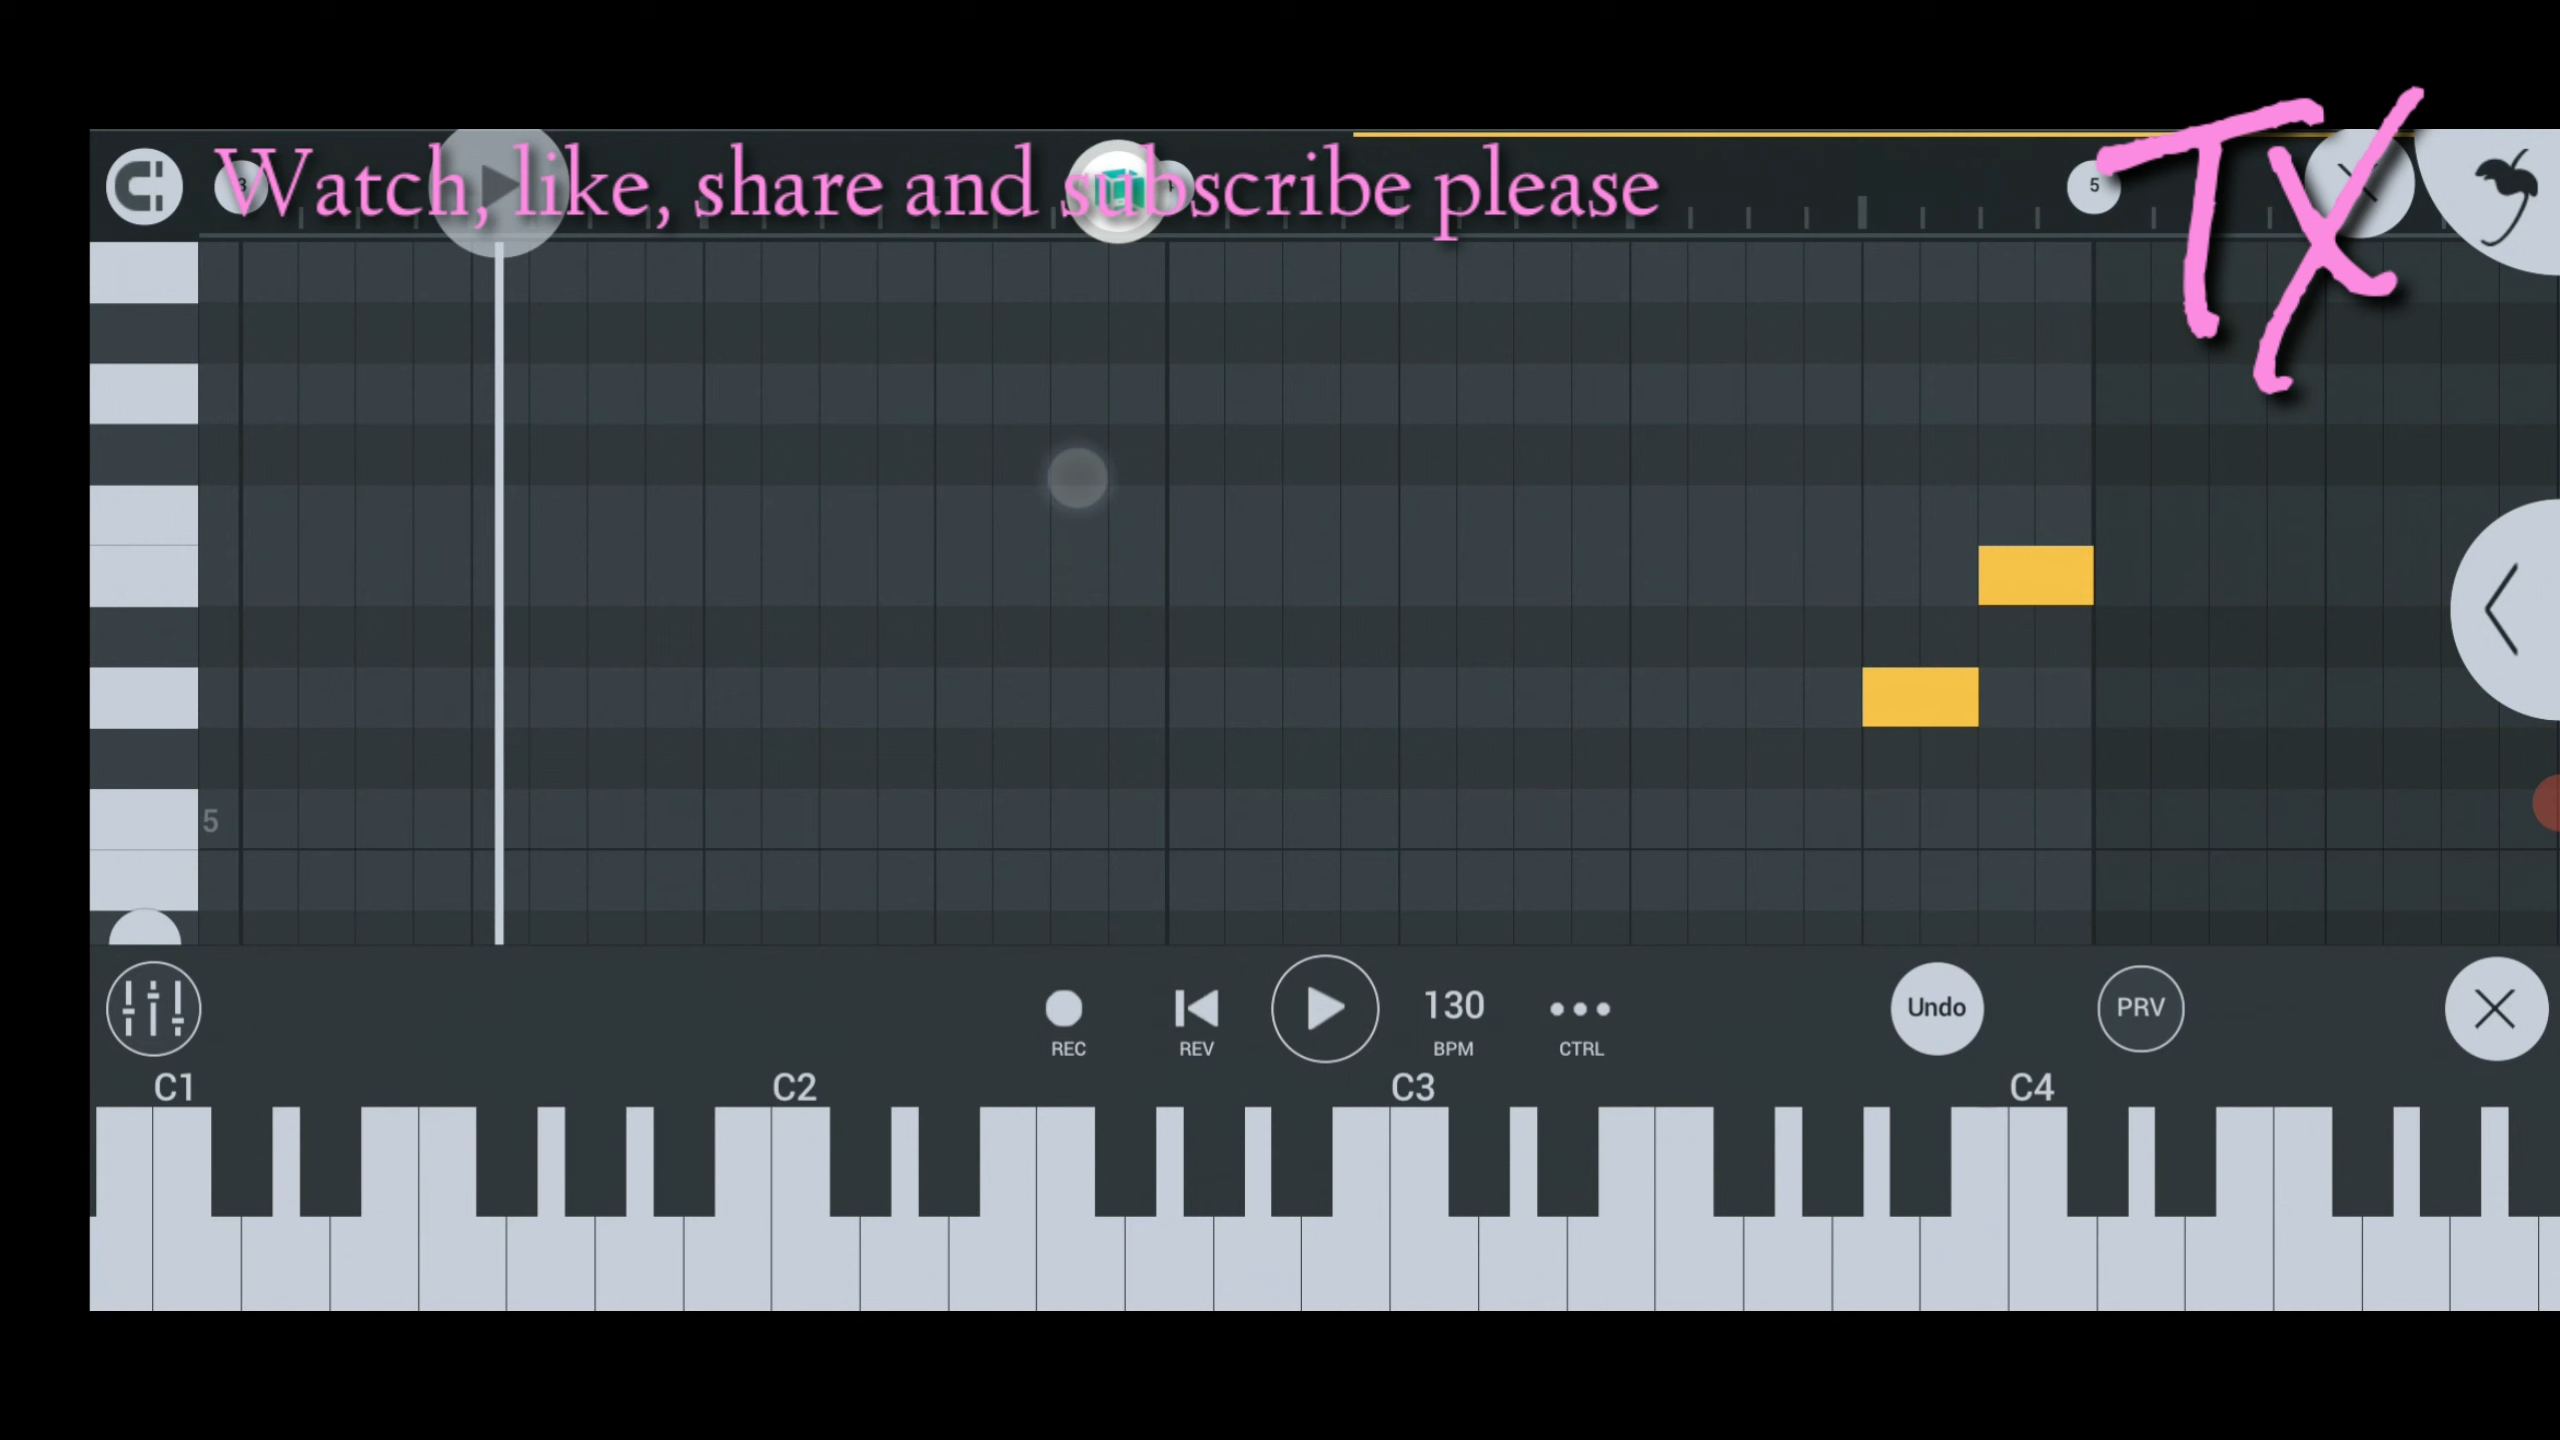 Watch, like, share and subscribe please
TX
3
5
5
130
REC
REV
BPM
CTRL
Undo
PRV
C1
C2
C3
C4